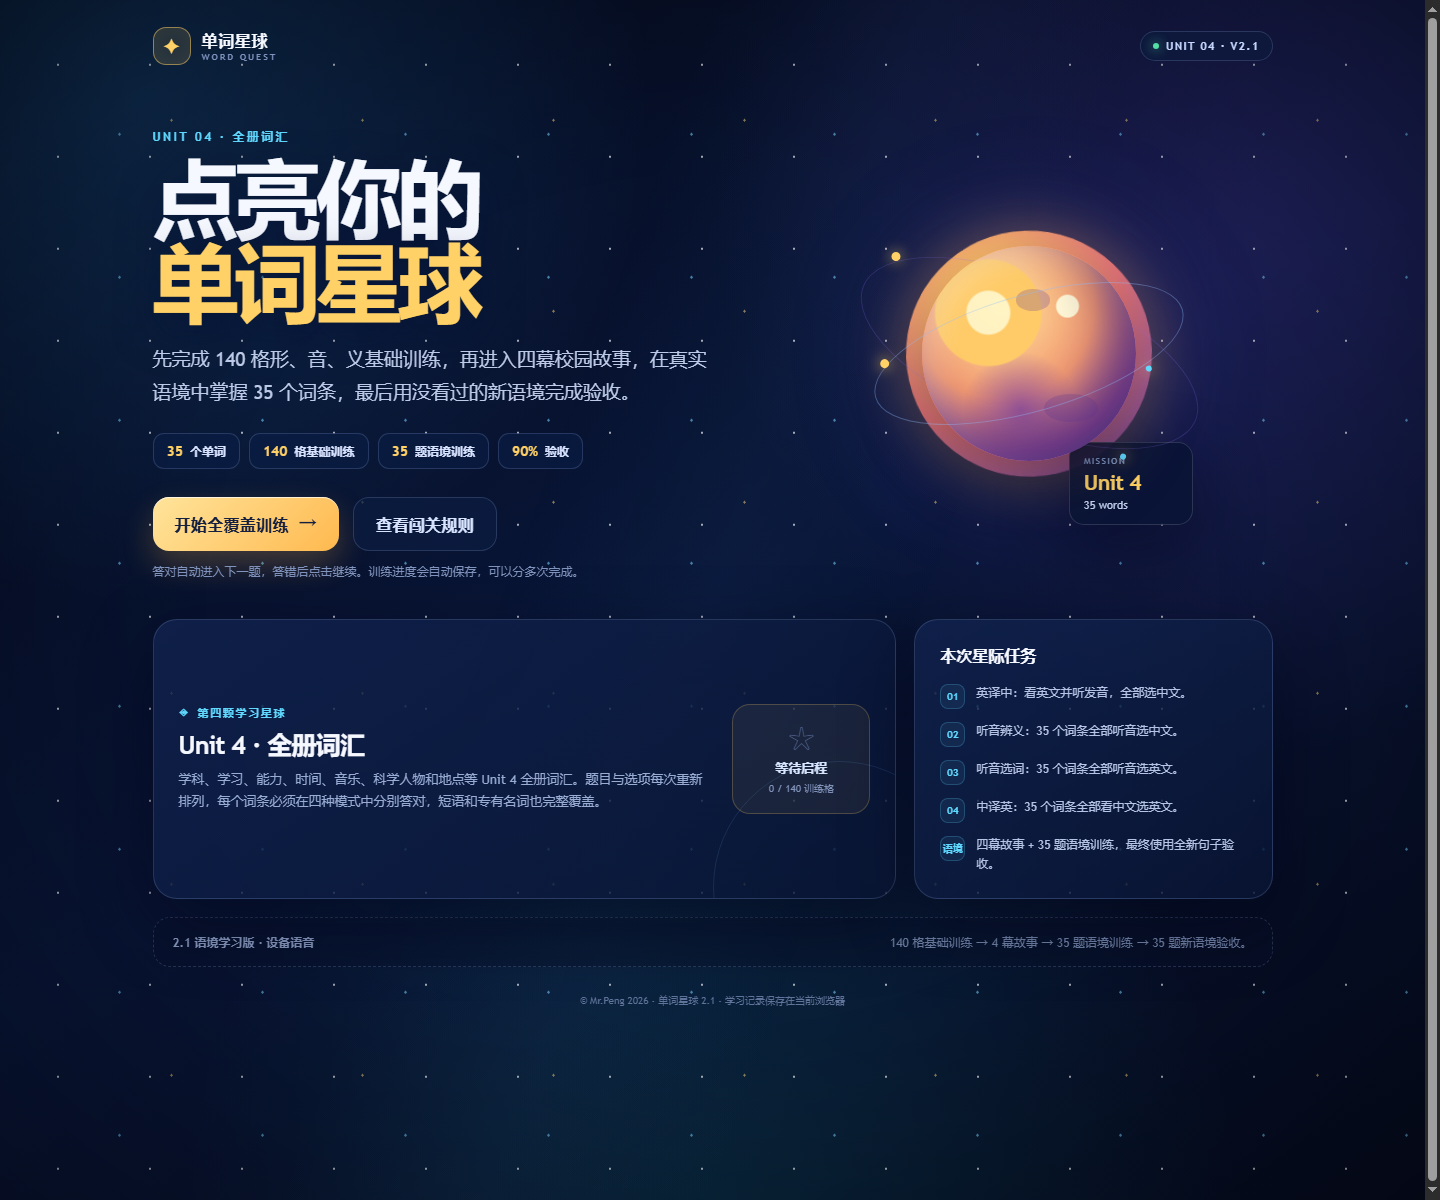 单词星球
WORD QUEST
UNIT 04 · V2.1
UNIT 04 · 全册词汇
点亮你的
单词星球
先完成 140 格形、音、义基础训练，再进入四幕校园故事，在真实
语境中掌握 35 个词条，最后用没看过的新语境完成验收。
35 个单词
140 格基础训练
35 题语境训练
90% 验收
开始全覆盖训练 →
查看闯关规则
答对自动进入下一题，答错后点击继续。训练进度会自动保存，可以分多次完成。
MISSION
Unit 4
35 words
第四颗学习星球
Unit 4 · 全册词汇
学科、学习、能力、时间、音乐、科学人物和地点等 Unit 4 全册词汇。题目与选项每次重新
排列，每个词条必须在四种模式中分别答对，短语和专有名词也完整覆盖。
等待启程
0 / 140 训练格
本次星际任务
01 英译中：看英文并听发音，全部选中文。
02 听音辨义：35 个词条全部听音选中文。
03 听音选词：35 个词条全部听音选英文。
04 中译英：35 个词条全部看中文选英文。
语境 四幕故事 + 35 题语境训练，最终使用全新句子验
收。
2.1 语境学习版 · 设备语音
140 格基础训练 → 4 幕故事 → 35 题语境训练 → 35 题新语境验收。
© Mr.Peng 2026 · 单词星球 2.1 · 学习记录保存在当前浏览器